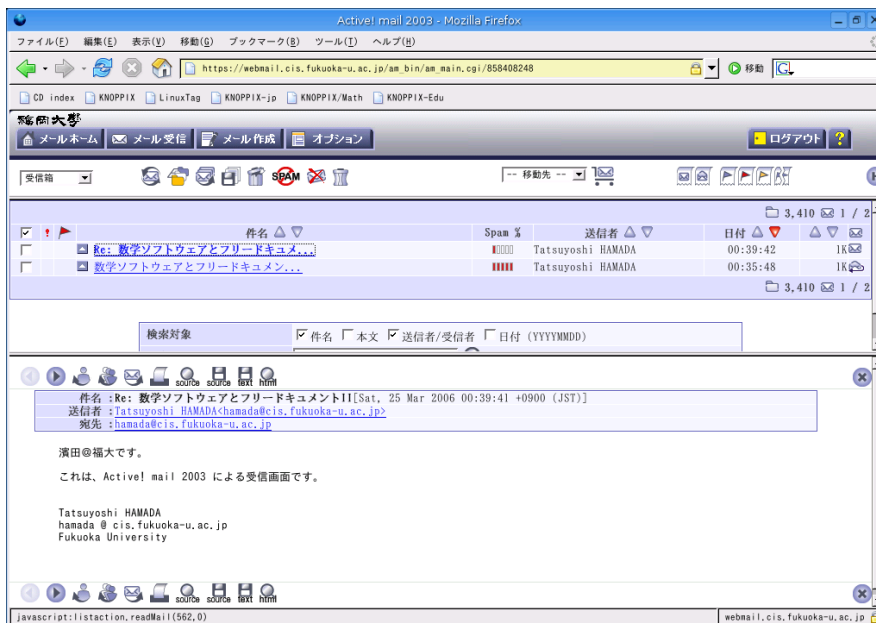 Active! mail 2003 - Mozilla Firefox
ファイル(F) 編集(E) 表示(V) 移動(G) ブックマーク(B) ツール(T) ヘルプ(H)
https://webmail.cis.fukuoka-u.ac.jp/am_bin/am_main.cgi/858408248 移動 G
CD index KNOPPIX LinuxTag KNOPPIX-jp KNOPPIX/Math KNOPPIX-Edu
福岡大學
メールホーム メール受信 メール作成 オプション ログアウト ?
受信箱 SPAM -- 移動先 --
3,410 1 / 2
! 件名 Spam % 送信者 日付
Re: 数学ソフトウェアとフリードキュメ... Tatsuyoshi HAMADA 00:39:42 1K
数学ソフトウェアとフリードキュメン... Tatsuyoshi HAMADA 00:35:48 1K
3,410 1 / 2
検索対象 件名 本文 送信者/受信者 日付 (YYYYMMDD)
source source text html
件名 :Re: 数学ソフトウェアとフリードキュメントII[Sat, 25 Mar 2006 00:39:41 +0900 (JST)]
送信者 :Tatsuyoshi HAMADA<hamada@cis.fukuoka-u.ac.jp>
宛先 :hamada@cis.fukuoka-u.ac.jp
濱田@福大です。
これは、Active! mail 2003 による受信画面です。
Tatsuyoshi HAMADA
hamada @ cis.fukuoka-u.ac.jp
Fukuoka University
source source text html
javascript:listaction.readMail(562,0) webmail.cis.fukuoka-u.ac.jp